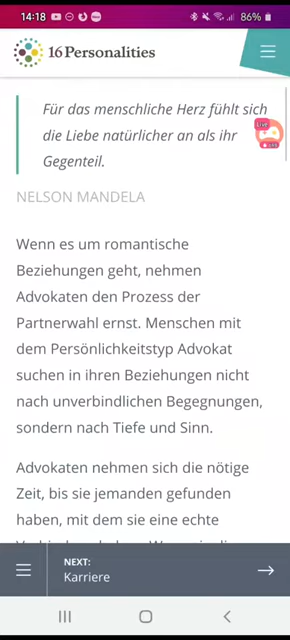 14:18
86%
16Personalities
Für das menschliche Herz fühlt sich
die Liebe natürlicher an als ihr
Gegenteil.
LIVE
NELSON MANDELA
Wenn es um romantische
Beziehungen geht, nehmen
Advokaten den Prozess der
Partnerwahl ernst. Menschen mit
dem Persönlichkeitstyp Advokat
suchen in ihren Beziehungen nicht
nach unverbindlichen Begegnungen,
sondern nach Tiefe und Sinn.
Advokaten nehmen sich die nötige
Zeit, bis sie jemanden gefunden
haben, mit dem sie eine echte
NEXT:
Karriere